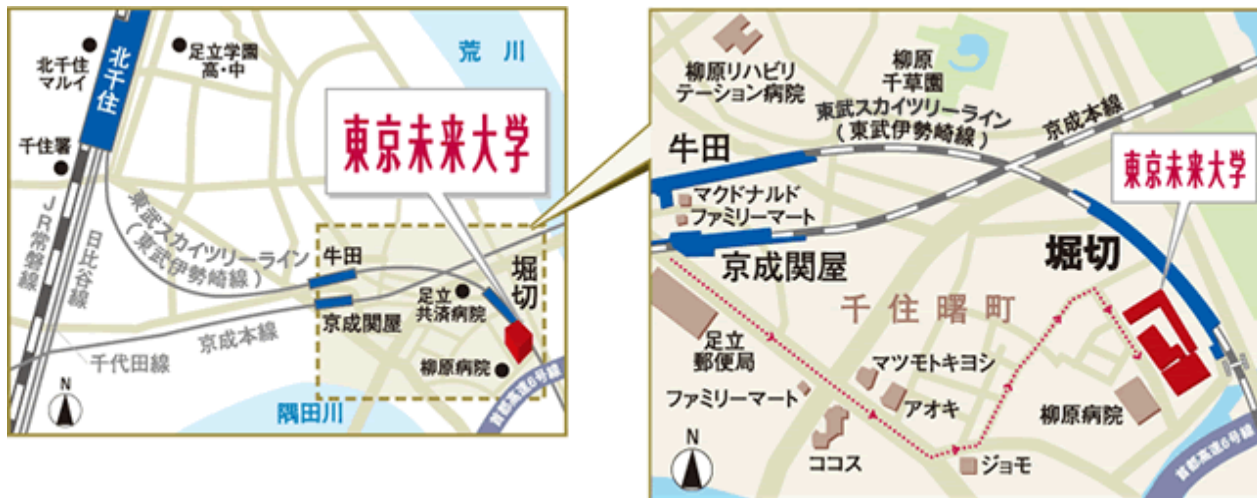 荒川
北千住
北千住
マルイ
足立学園
高・中
千住署
東京未来大学
JR常磐線
日比谷線
東武スカイツリーライン
（東武伊勢崎線）
牛田
堀切
京成関屋
足立
共済病院
京成本線
千代田線
柳原病院
首都高速6号線
隅田川
N
柳原リハビリ
テーション病院
柳原
千草園
東武スカイツリーライン
（東武伊勢崎線）
京成本線
牛田
東京未来大学
マクドナルド
ファミリーマート
京成関屋
堀切
千住曙町
足立
郵便局
マツモトキヨシ
ファミリーマート
アオキ
柳原病院
ココス
ジョモ
首都高速6号線
N